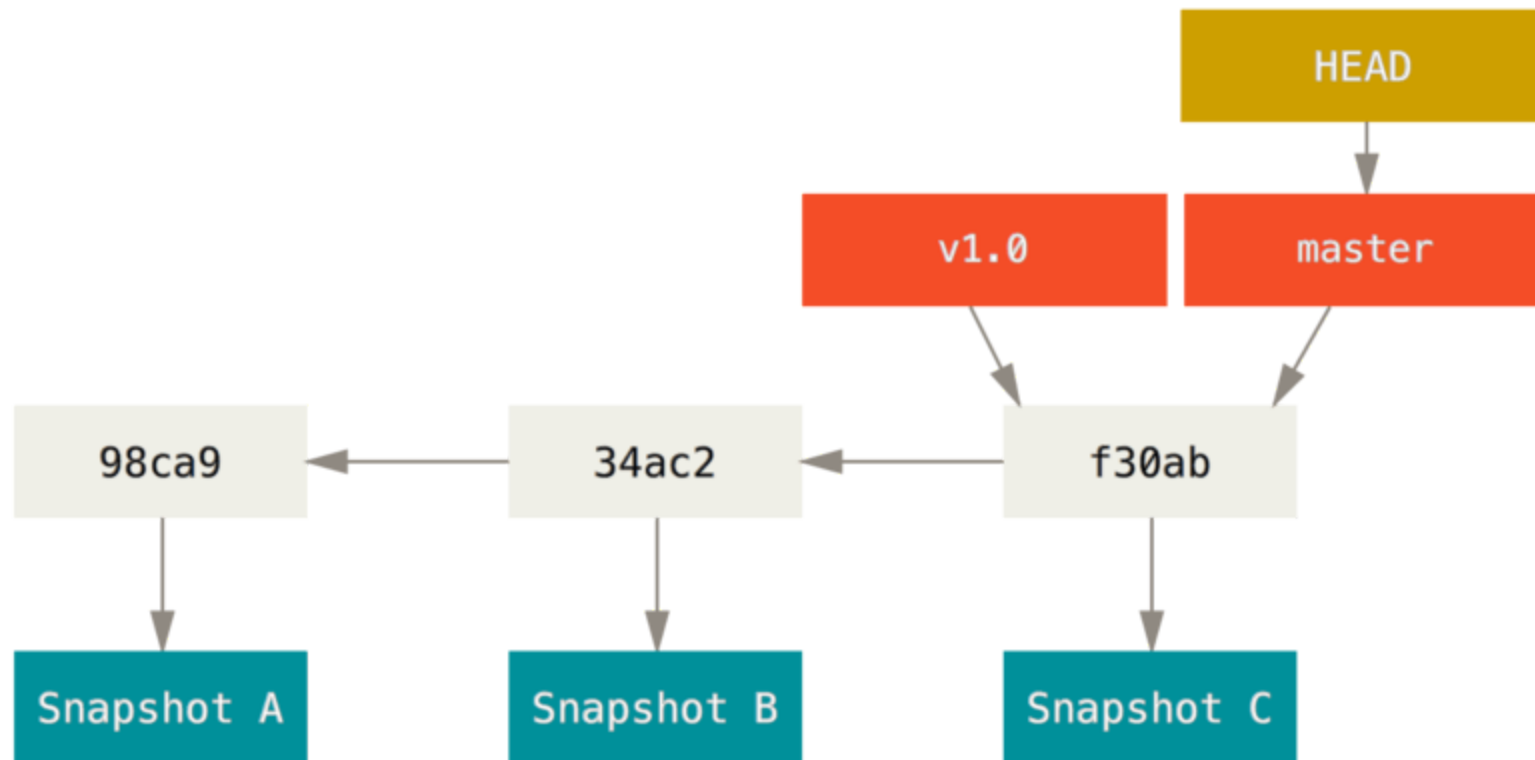 HEAD
v1.0
master
98ca9
34ac2
f30ab
Snapshot A
Snapshot B
Snapshot C